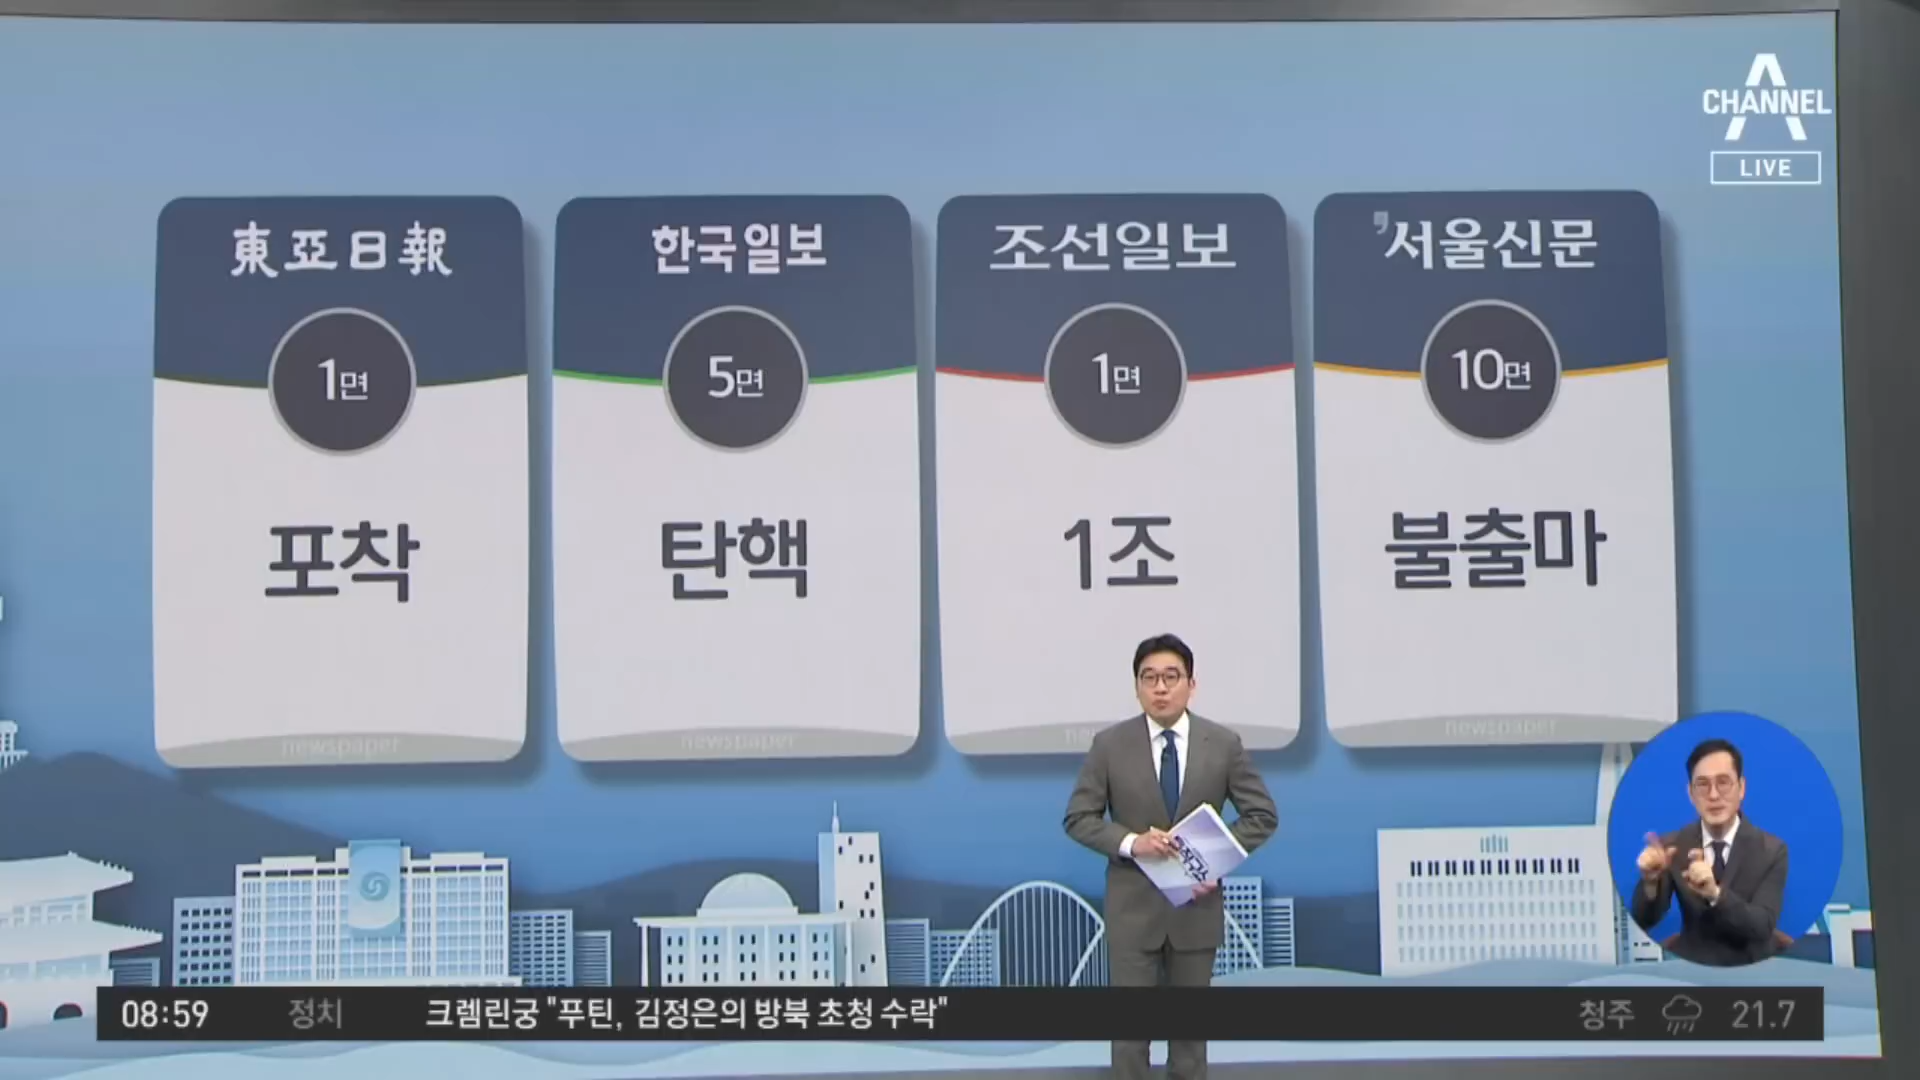 CHANNEL A
LIVE
東亞日報
1면
포착
newspaper
한국일보
5면
탄핵
newspaper
조선일보
1면
1조
서울신문
10면
불출마
newspaper
08:59 정치 크렘린궁 "푸틴, 김정은의 방북 초청 수락" 청주 21.7